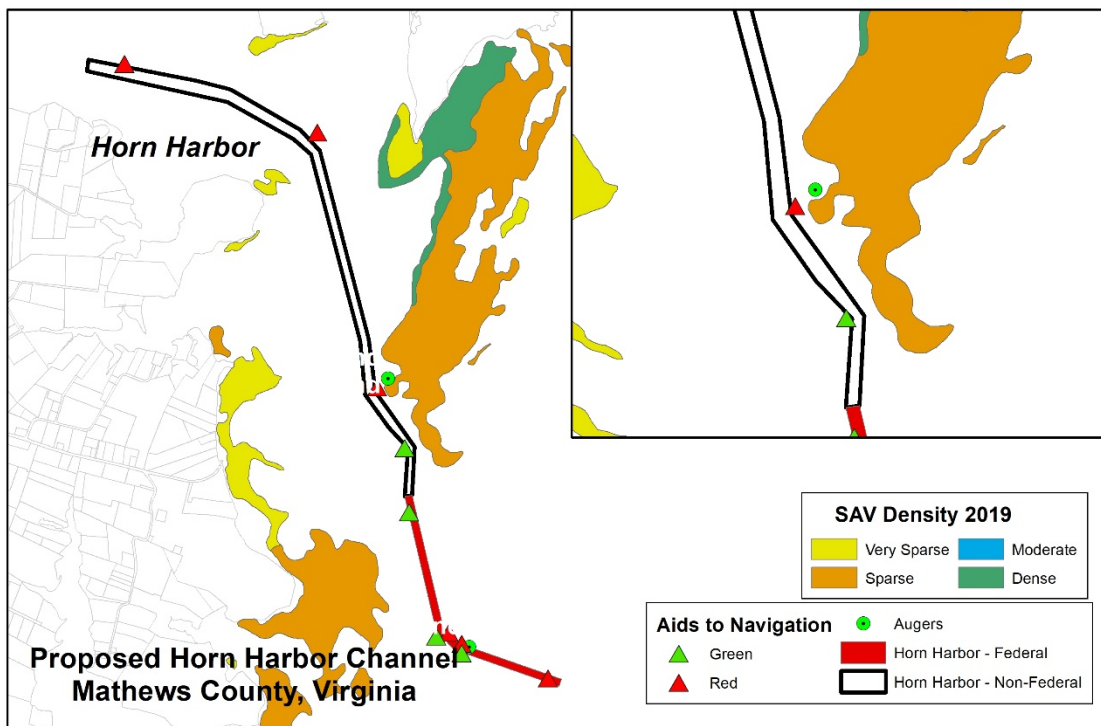 Horn Harbor
SAV Density 2019
Very Sparse
Moderate
Sparse
Dense
Aids to Navigation
Augers
Green
Horn Harbor - Federal
Red
Horn Harbor - Non-Federal
Proposed Horn Harbor Channel
Mathews County, Virginia